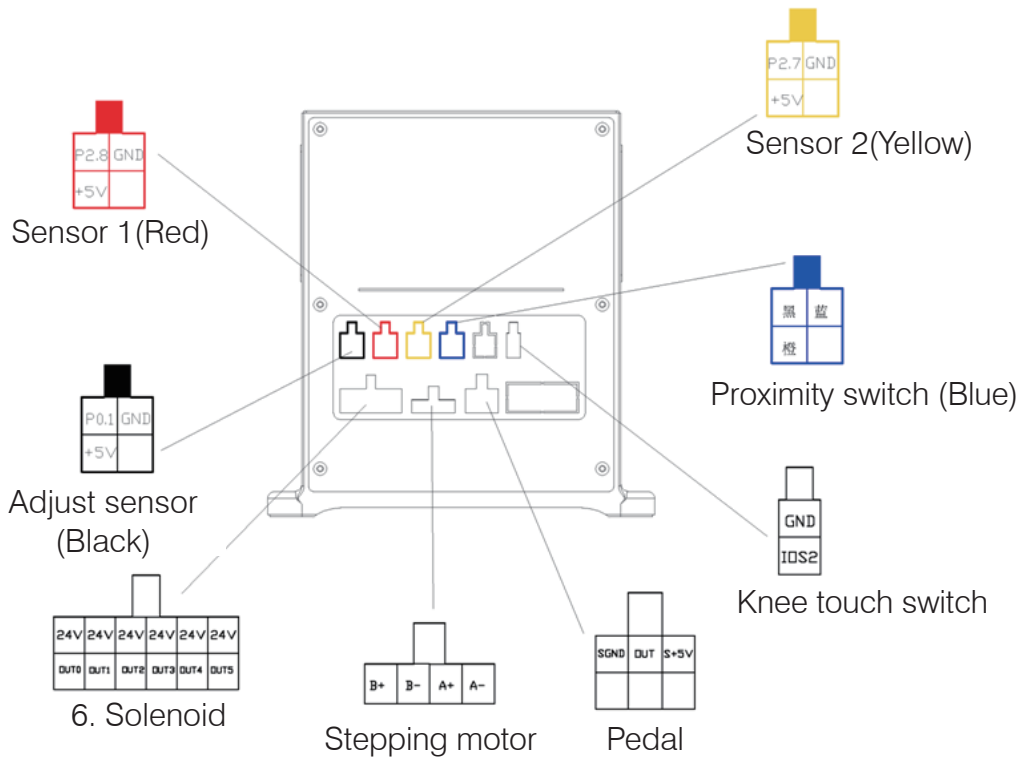 P2.7 GND
+5V
Sensor 2(Yellow)
P2.8 GND
+5V
Sensor 1(Red)
黑 蓝
橙
Proximity switch (Blue)
P0.1 GND
+5V
Adjust sensor
(Black)
GND
IOS2
Knee touch switch
24V 24V 24V 24V 24V 24V
OUT0 OUT1 OUT2 OUT3 OUT4 OUT5
6. Solenoid
B+ B- A+ A-
Stepping motor
SGND OUT S+5V
Pedal